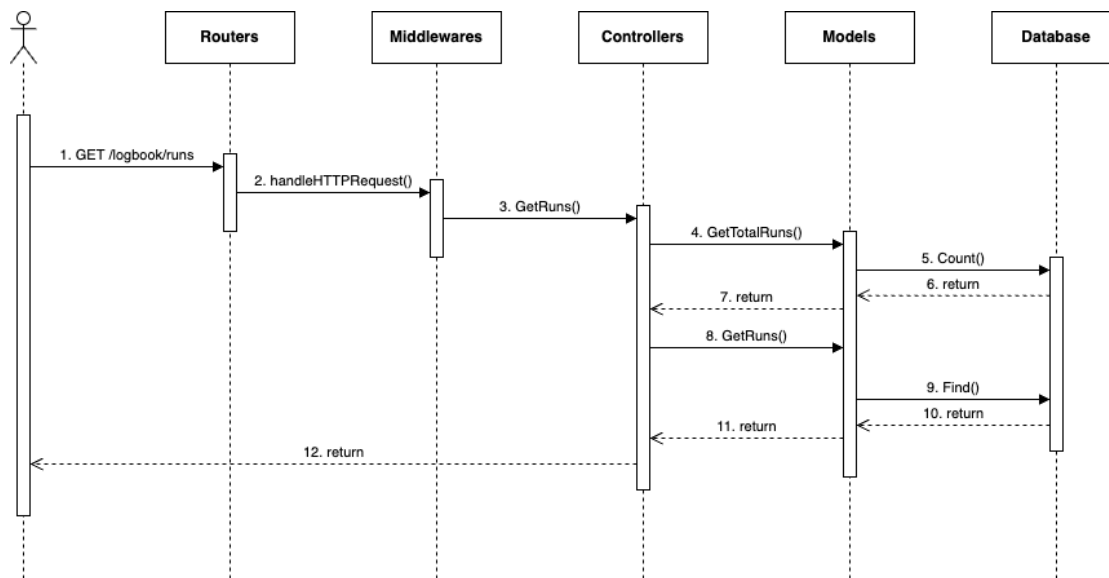 Routers
Middlewares
Controllers
Models
Database
1. GET /logbook/runs
2. handleHTTPRequest()
3. GetRuns()
4. GetTotalRuns()
5. Count()
6. return
7. return
8. GetRuns()
9. Find()
10. return
11. return
12. return